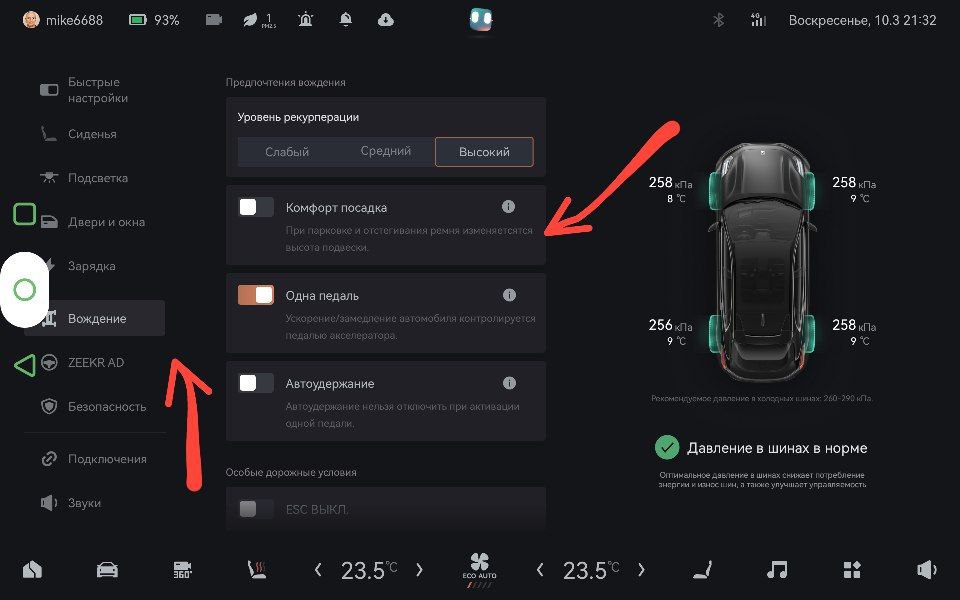 mike6688
93%
1
PM2.5
4G
Воскресенье, 10.3 21:32
Быстрые
настройки
Сиденья
Подсветка
Двери и окна
Зарядка
Вождение
ZEEKR AD
Безопасность
Подключения
Звуки
Предпочтения вождения
Уровень рекурперации
Слабый
Средний
Высокий
Комфорт посадка
При парковке и отстегивания ремня изменяетсятся
высота подвески.
Одна педаль
Ускорение/замедление автомобиля контролируется
педалью акселератора.
Автоудержание
Автоудержание нельзя отключить при активации
одной педали.
Особые дорожные условия
ESC ВЫКЛ.
258 кПа
8 °C
258 кПа
9 °C
256 кПа
9 °C
258 кПа
9 °C
Рекомендуемое давление в холодных шинах: 260-290 кПа.
Давление в шинах в норме
Оптимальное давление в шинах снижает потребление
энергии и износ шин, а также улучшает управляемость
360°
23.5°C
ECO AUTO
23.5°C